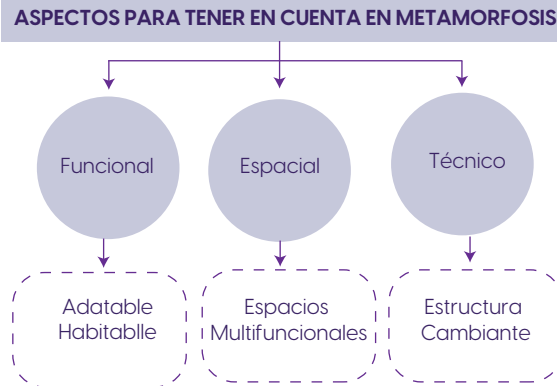 ASPECTOS PARA TENER EN CUENTA EN METAMORFOSIS
Funcional
Espacial
Técnico
Adatable
Habitablle
Espacios
Multifuncionales
Estructura
Cambiante